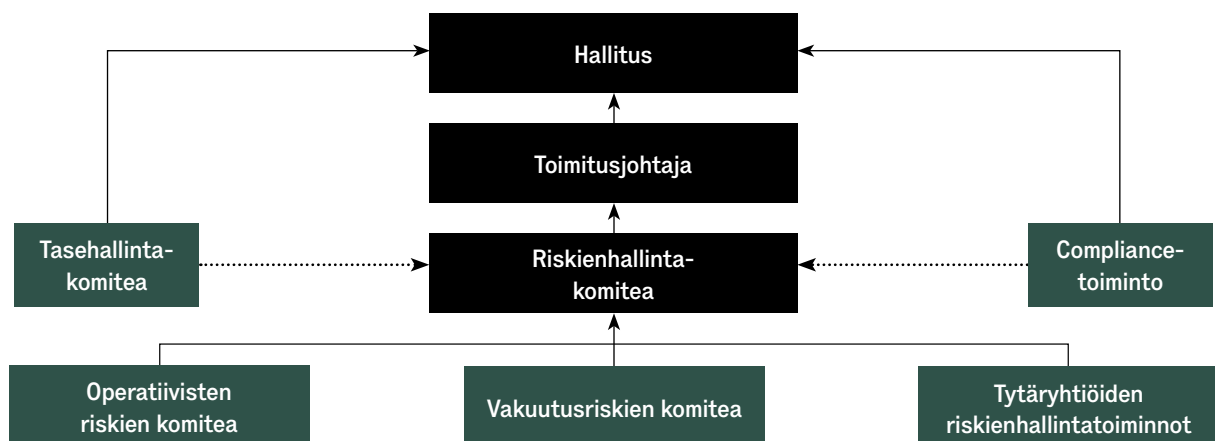 Hallitus
Toimitusjohtaja
Tasehallinta-
komitea
Riskienhallinta-
komitea
Compliance-
toiminto
Operatiivisten
riskien komitea
Vakuutusriskien komitea
Tytäryhtiöiden
riskienhallintatoiminnot